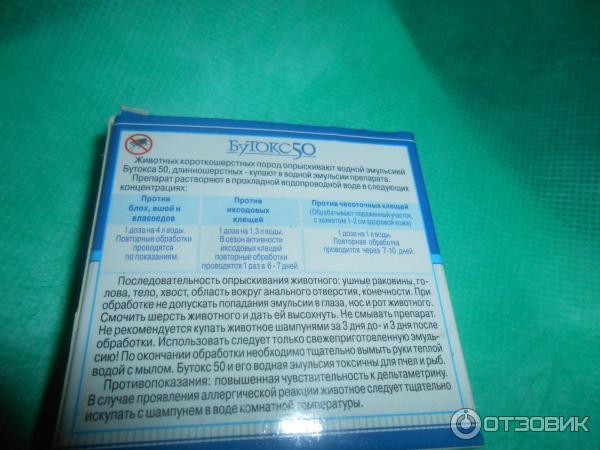 БУТОКС50
Животных короткошерстных пород опрыскивают водной эмульсией
Бутокса 50, длинношерстных - купают в водной эмульсии препарата.
Препарат растворяют в прохладной водопроводной воде в следующих
концентрациях:
Против
блох, вшей и
власоедов
Против
иксодовых
клещей
Против чесоточных клещей
(Обрабатывают пораженный участок,
с захватом 1-2 см здоровой кожи)
1 доза на 4 л воды.
Повторные обработки
проводятся
по показаниям.
1 доза на 1,3 л воды.
В сезон активности
иксодовых клещей
повторные обработки
проводятся 1 раз в 6 - 7 дней.
1 доза на 1л воды.
Повторная обработка
проводится через 7-10 дней.
Последовательность опрыскивания животного: ушные раковины, го-
лова, тело, хвост, область вокруг анального отверстия, конечности. При
обработке не допускать попадания эмульсии в глаза, нос и рот животного.
Смочить шерсть животного и дать ей высохнуть. Не смывать препарат.
Не рекомендуется купать животное шампунями за 3 дня до- и 3 дня после
обработки. Использовать следует только свежеприготовленную эмуль-
сию! По окончании обработки необходимо тщательно вымыть руки теплой
водой с мылом. Бутокс 50 и его водная эмульсия токсичны для пчел и рыб.
Противопоказания: повышенная чувствительность к дельтаметрину.
В случае проявления аллергической реакции животное следует тщательно
искупать с шампунем в воде комнатной температуры.
ОТЗОВИК